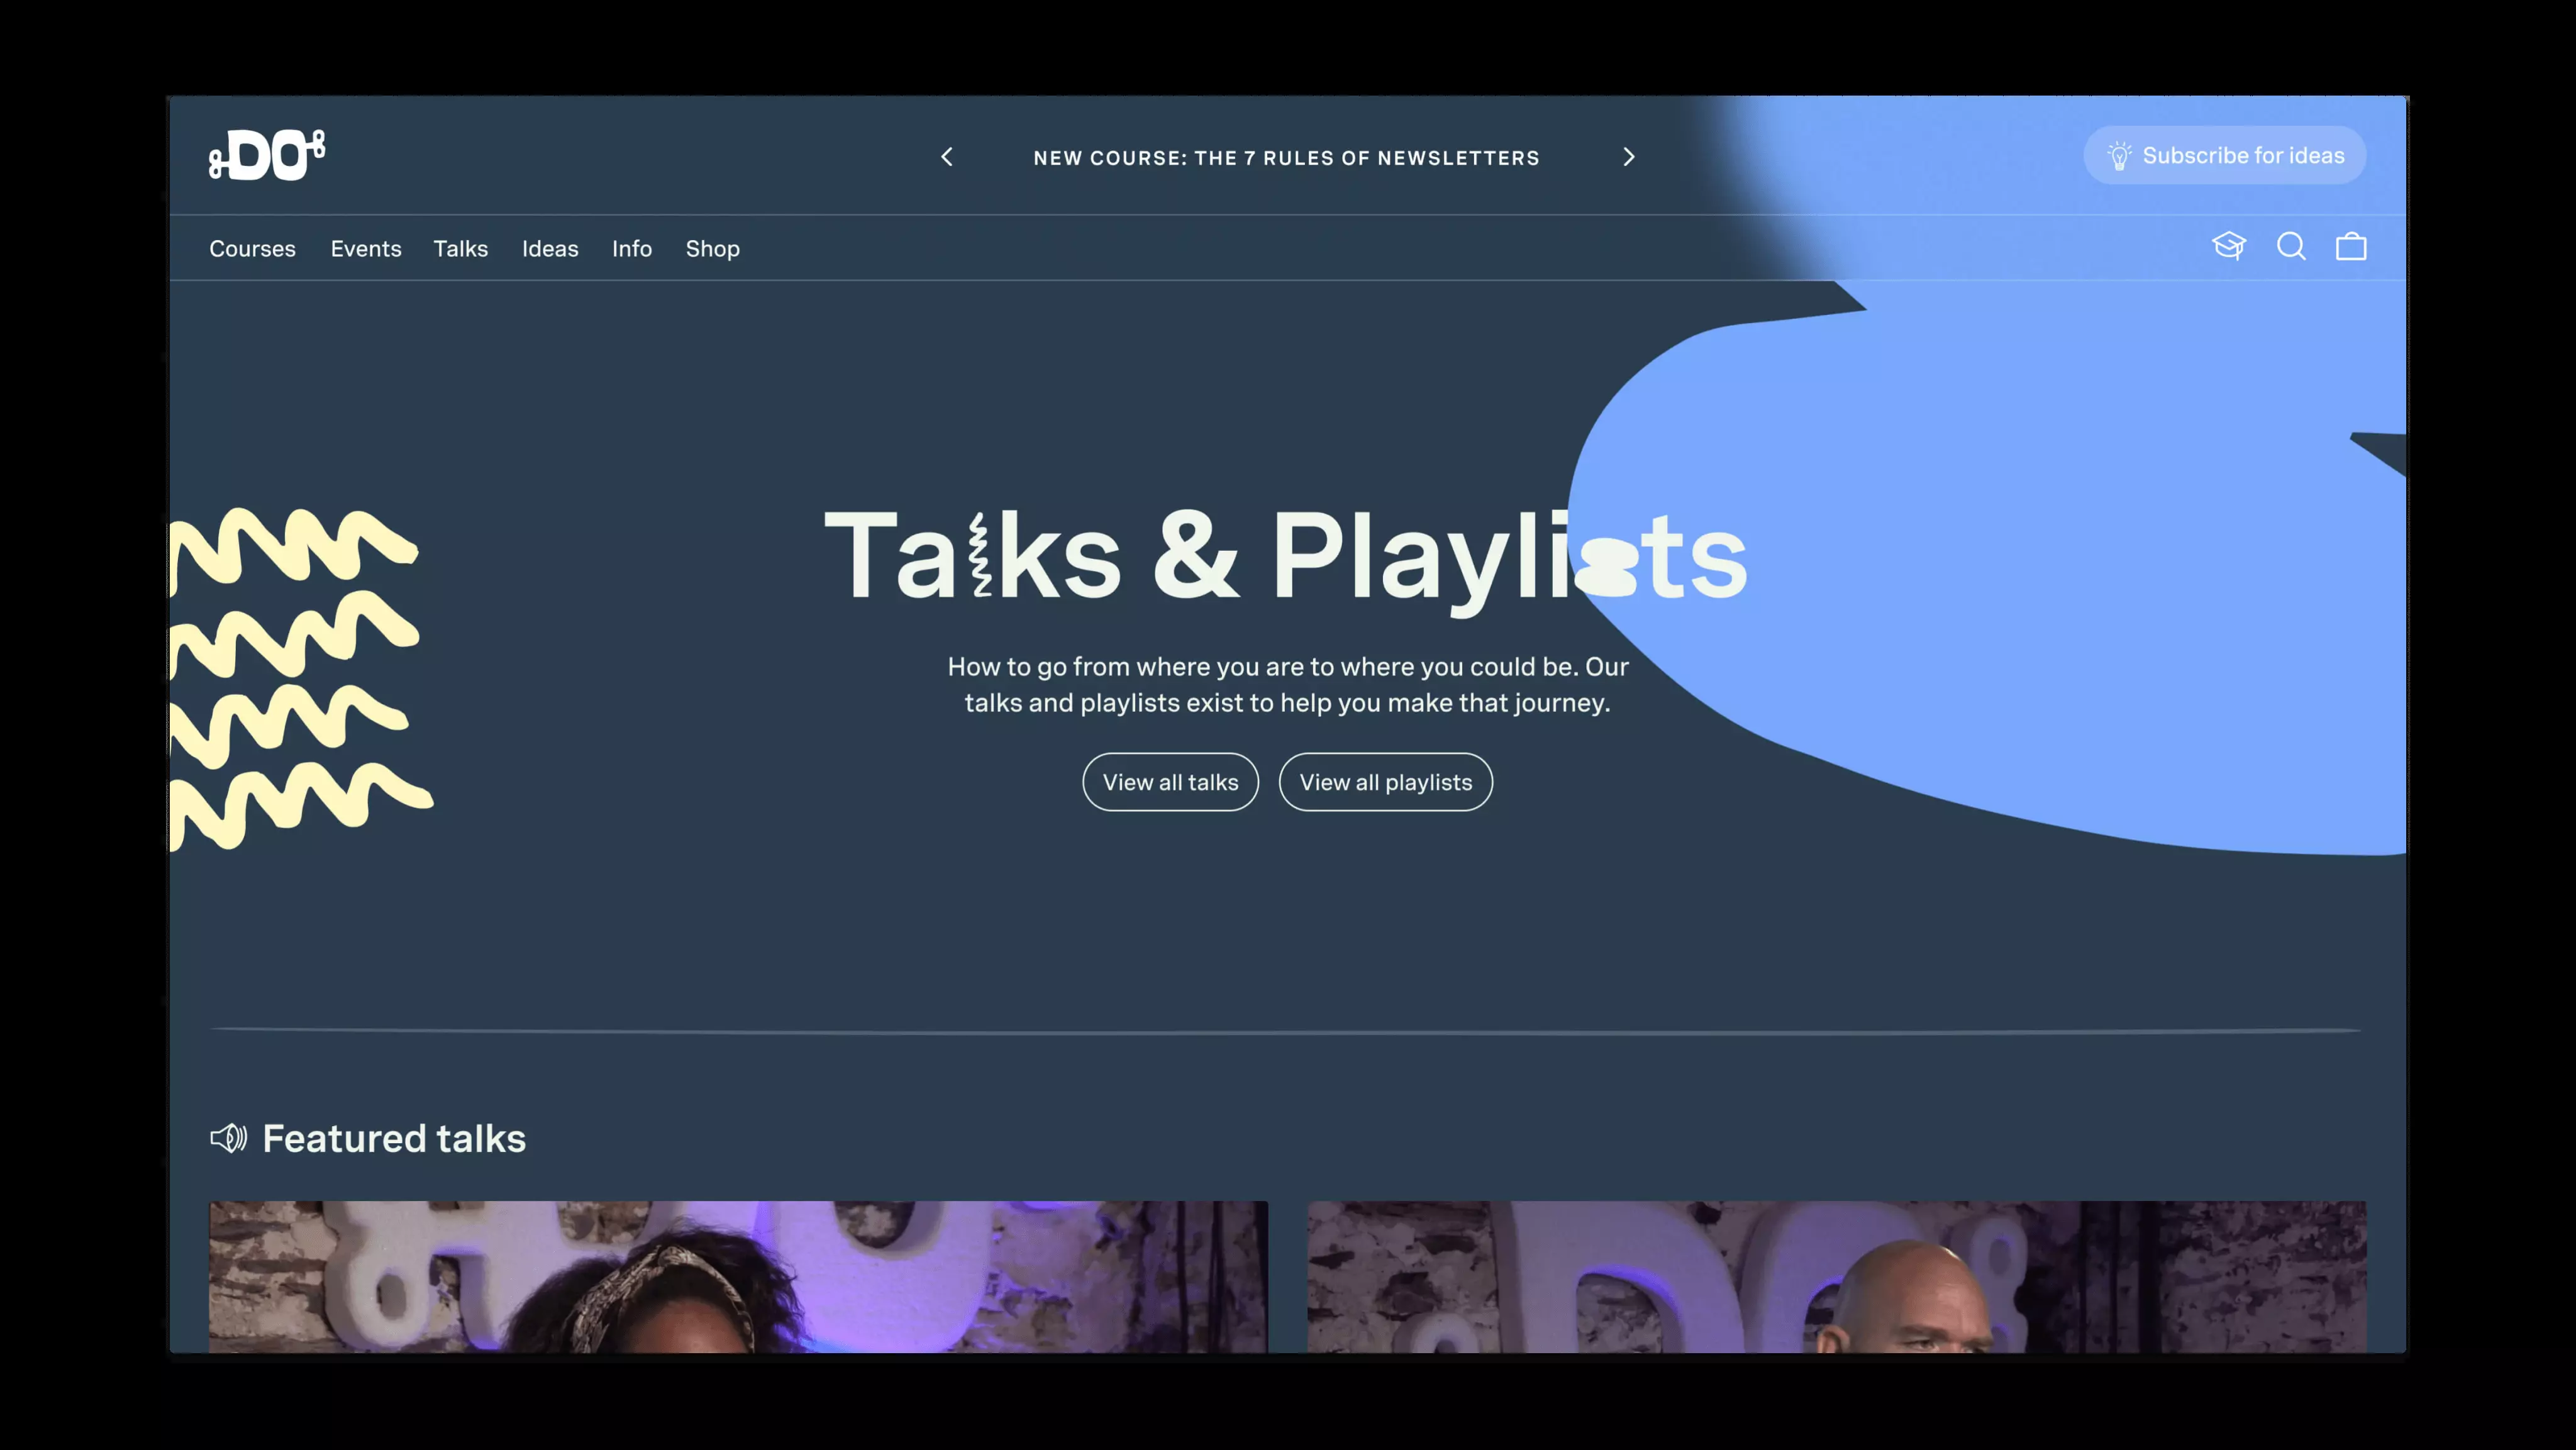 DO
NEW COURSE: THE 7 RULES OF NEWSLETTERS
Subscribe for ideas
Courses Events Talks Ideas Info Shop
Talks & Playlists
How to go from where you are to where you could be. Our
talks and playlists exist to help you make that journey.
View all talks View all playlists
Featured talks
DO